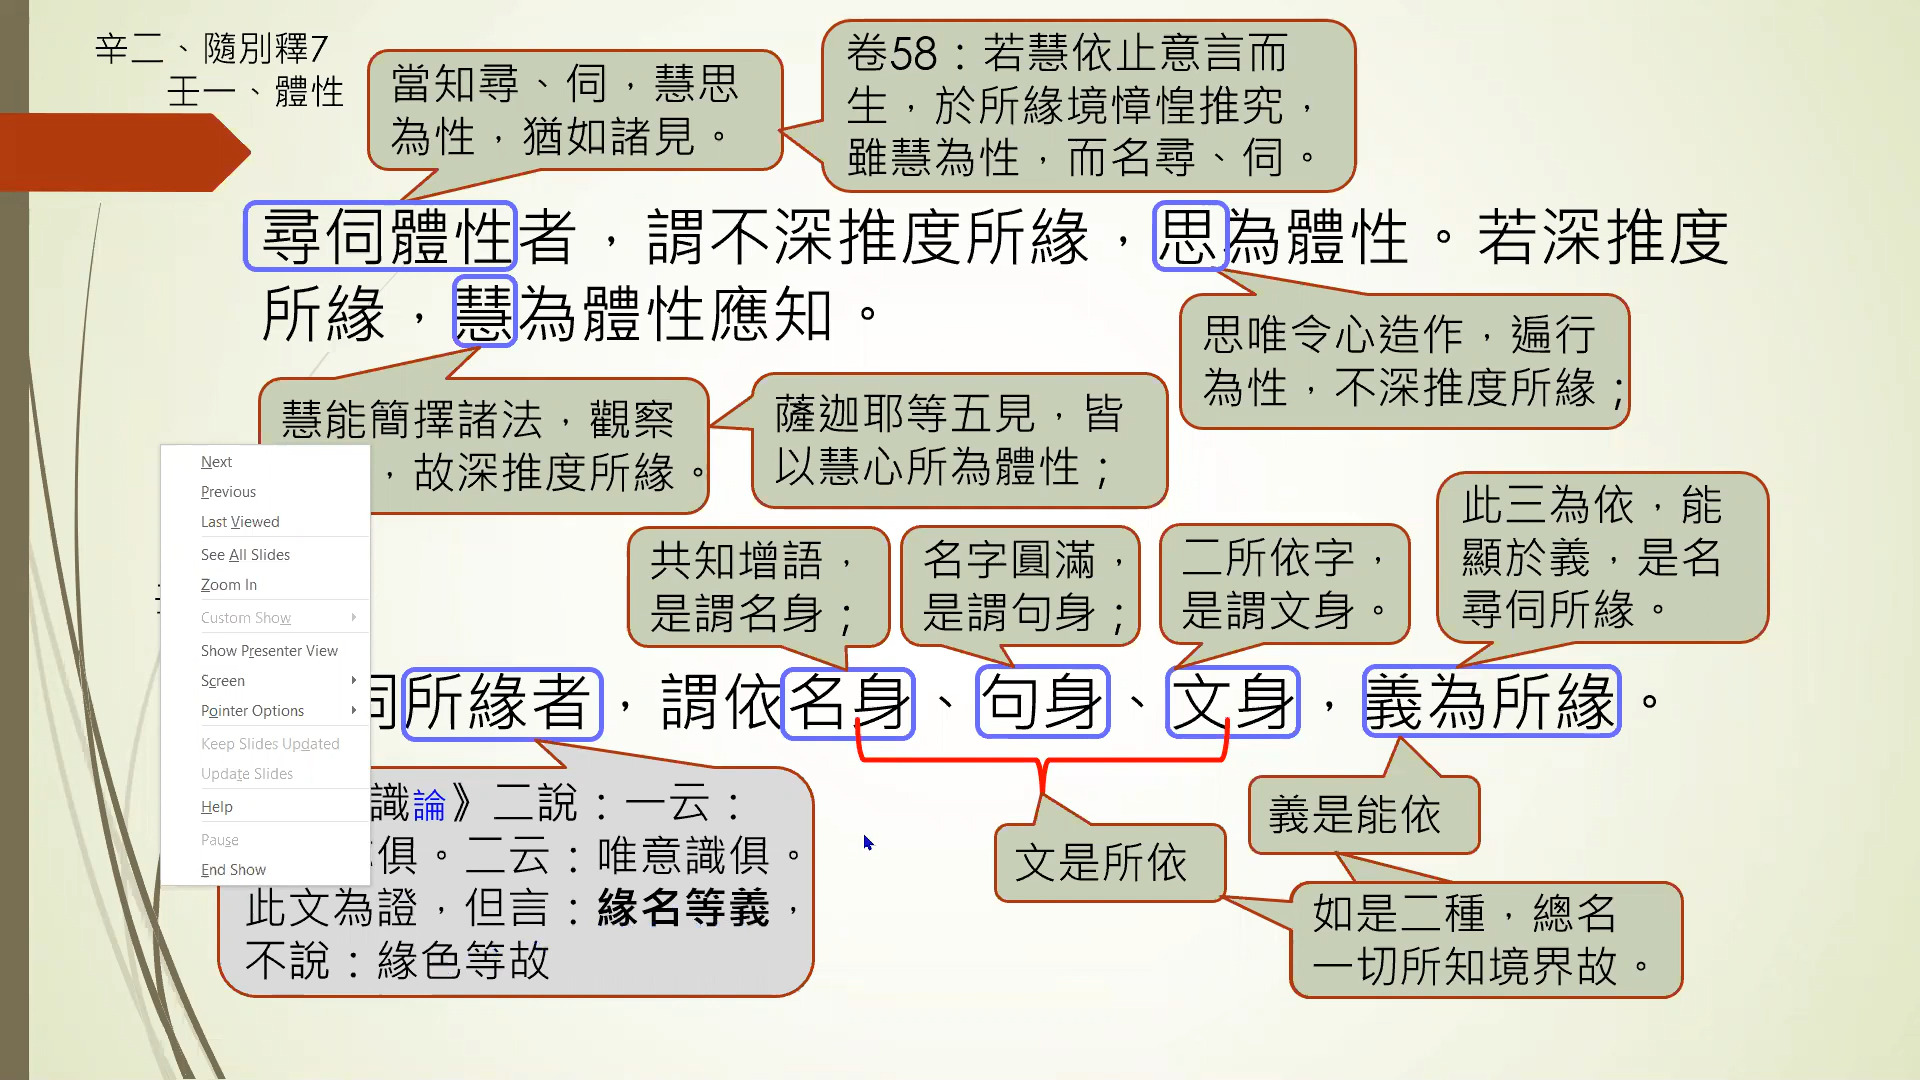 辛二、隨別釋7
壬一、體性
當知尋、伺，慧思
為性，猶如諸見。
卷58：若慧依止意言而
生，於所緣境慞惶推究，
雖慧為性，而名尋、伺。
尋伺體性者，謂不深推度所緣，思為體性。若深推度
所緣，慧為體性應知。
思唯令心造作，遍行
為性，不深推度所緣；
慧能簡擇諸法，觀察
，故深推度所緣。
薩迦耶等五見，皆
以慧心所為體性；
共知增語，
是謂名身；
名字圓滿，
是謂句身；
二所依字，
是謂文身。
此三為依，能
顯於義，是名
尋伺所緣。
所緣者，謂依名身、句身、文身，義為所緣。
識論》二說：一云：
俱。二云：唯意識俱。
此文為證，但言：緣名等義，
不說：緣色等故
文是所依
義是能依
如是二種，總名
一切所知境界故。
Next
Previous
Last Viewed
See All Slides
Zoom In
Custom Show
Show Presenter View
Screen
Pointer Options
Keep Slides Updated
Update Slides
Help
Pause
End Show